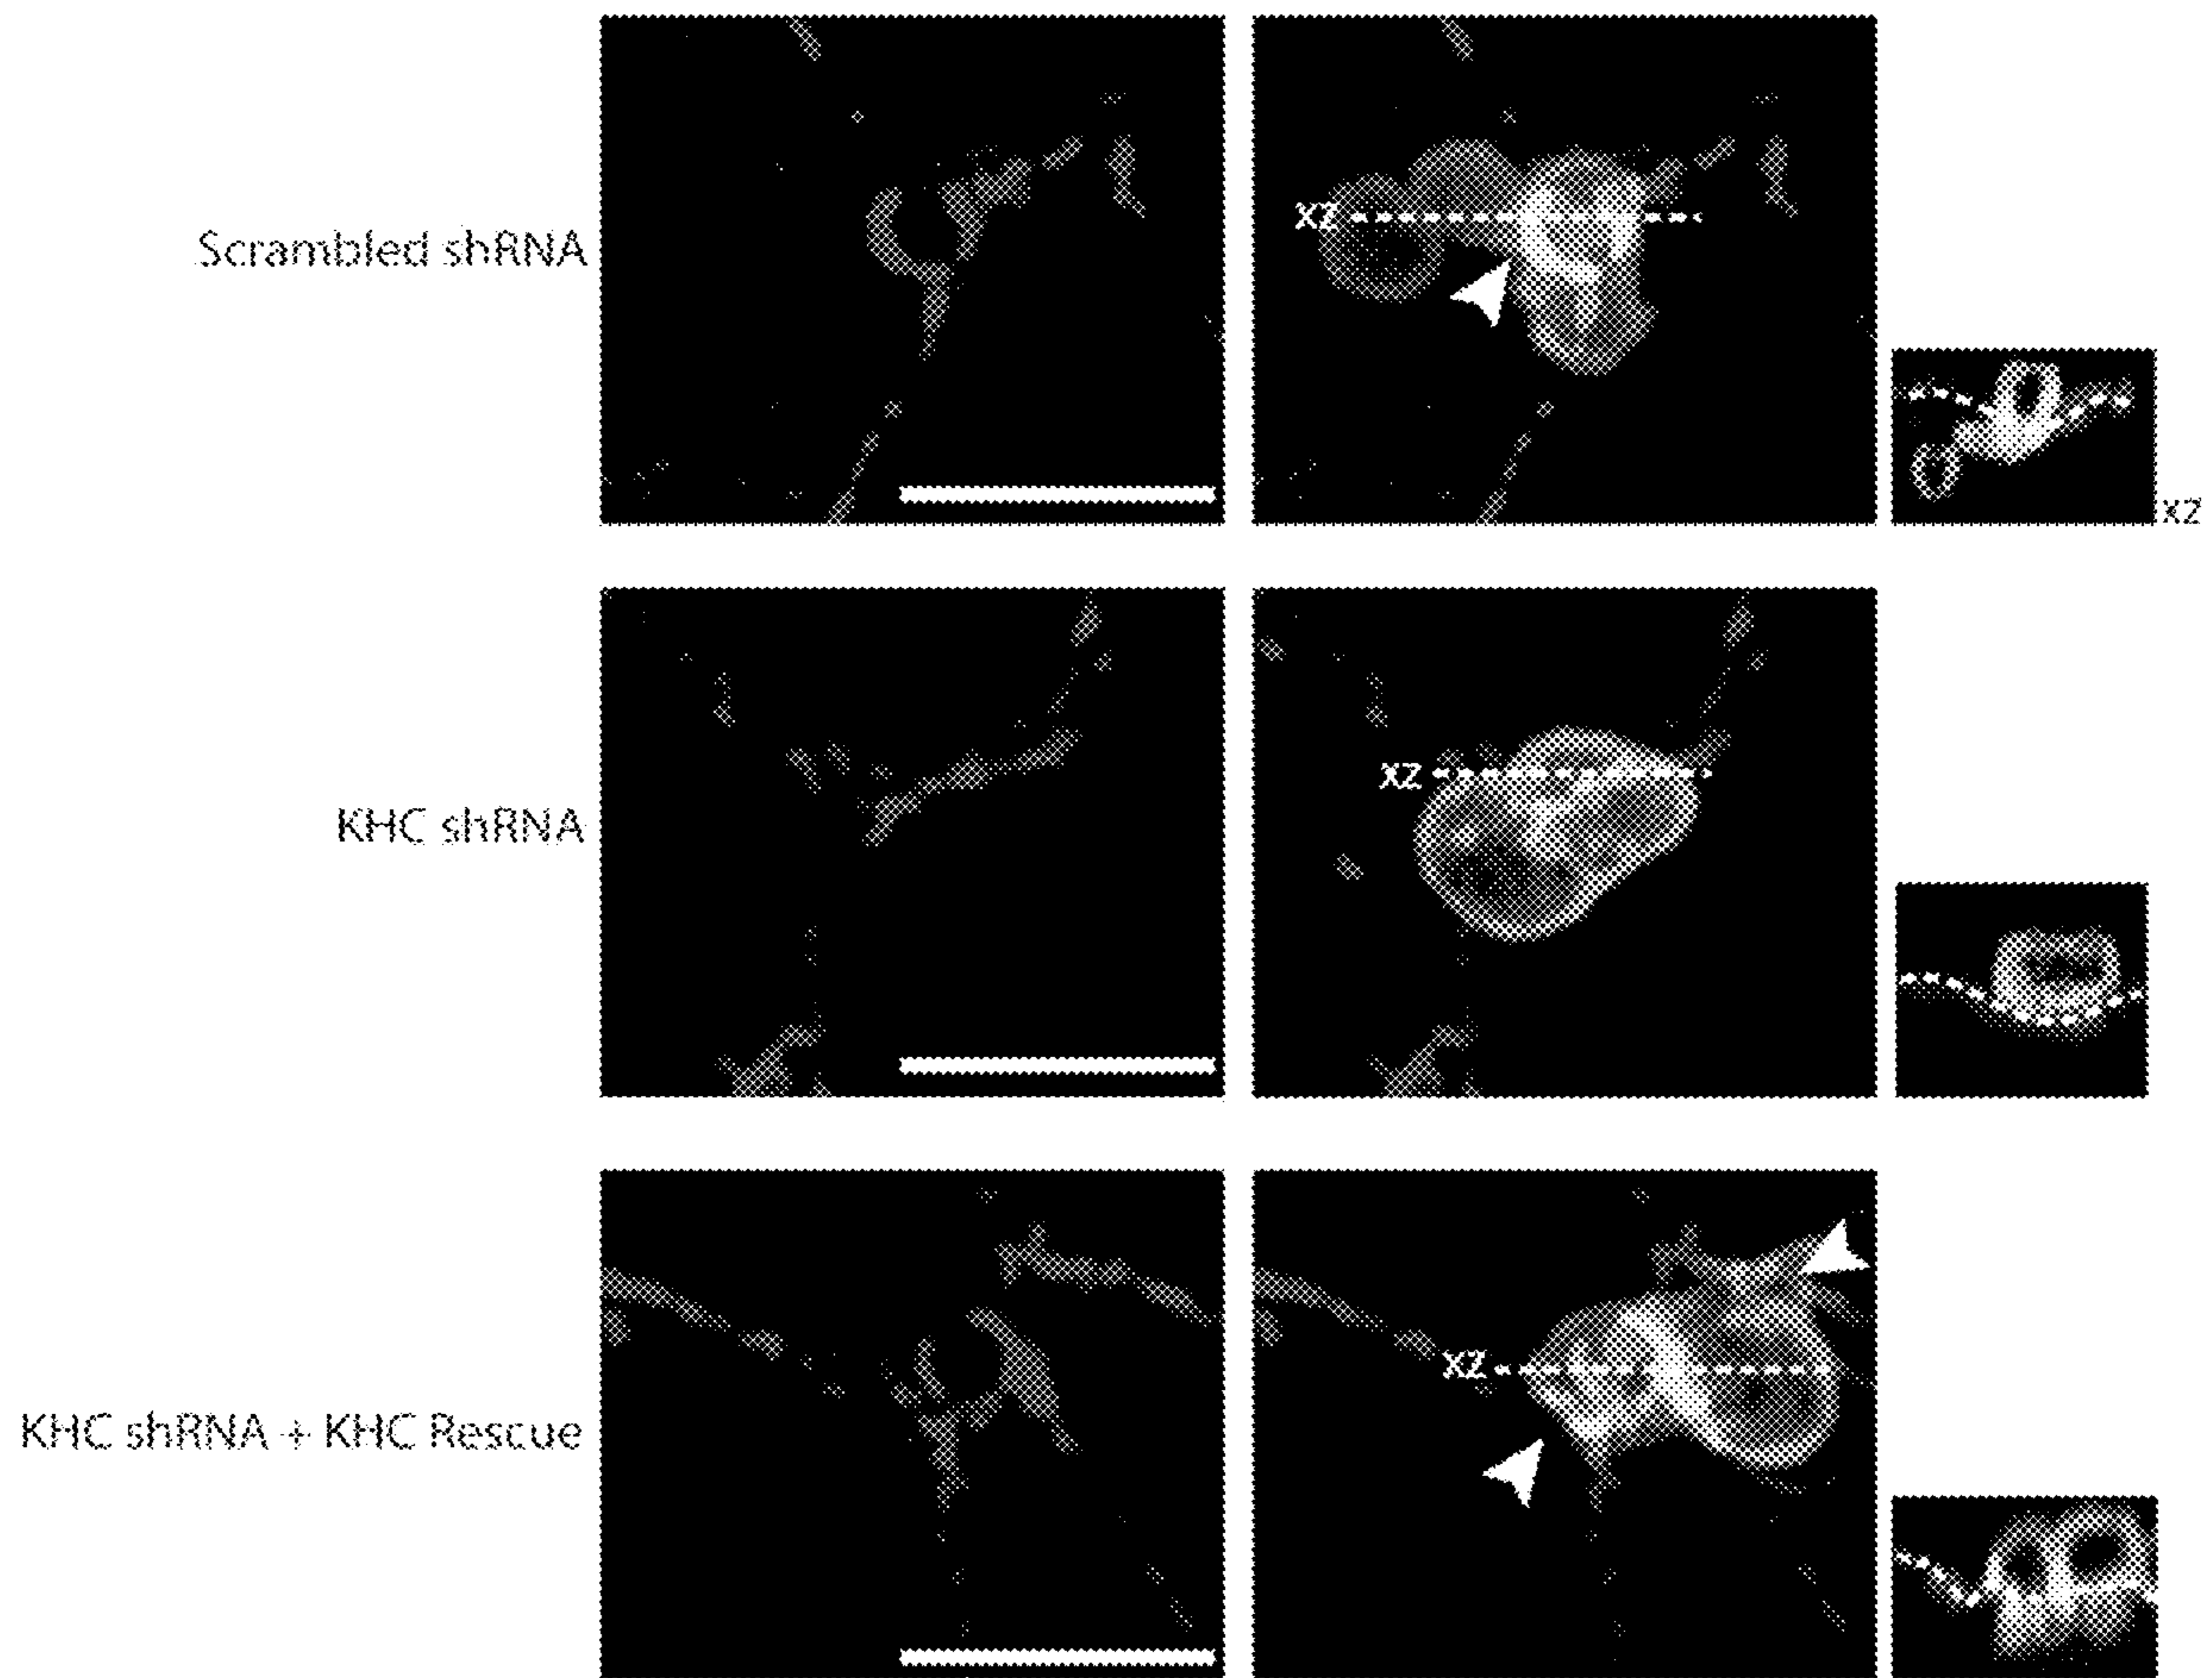 Scrambled shRNA
XZ
XZ
KHC shRNA
XZ
KHC shRNA + KHC Rescue
XZ